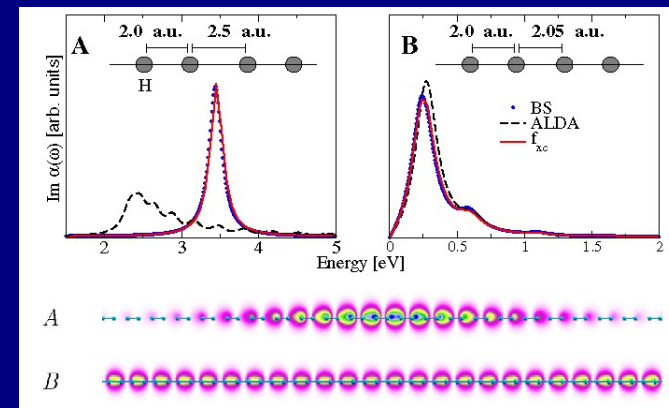 A 2.0 a.u. 2.5 a.u.
H
B 2.0 a.u. 2.05 a.u.
BS
ALDA
f_xc
Im α(ω) [arb. units]
2 3 4 5
0 0.5 1 1.5 2
Energy [eV]
A
B